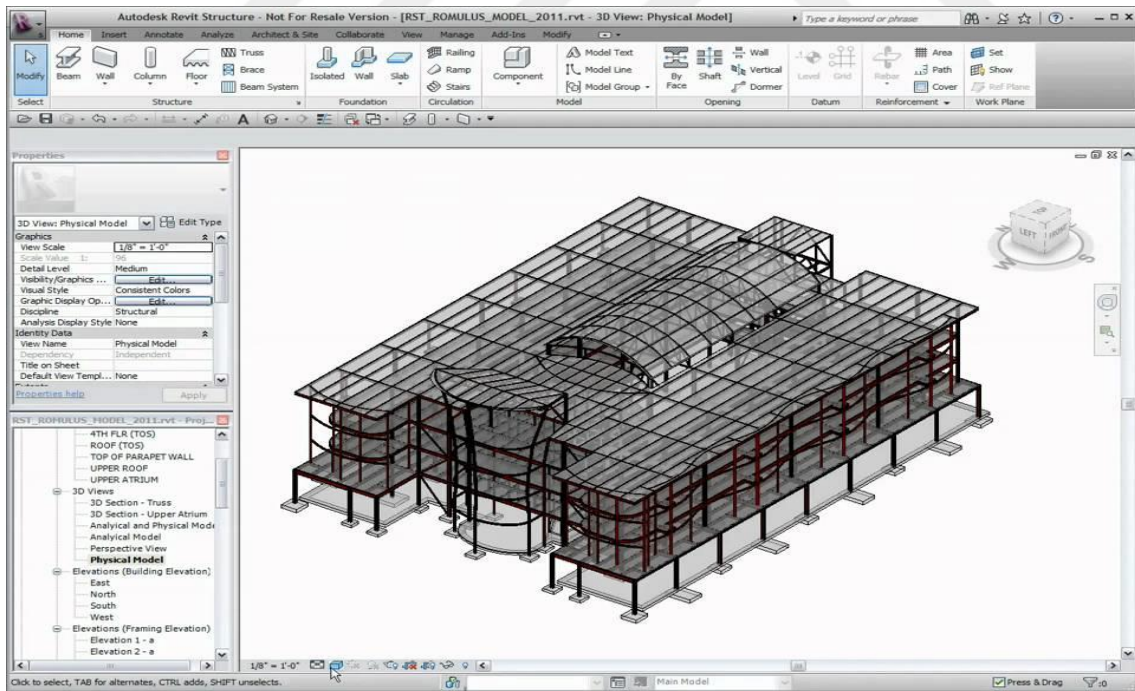 Autodesk Revit Structure - Not For Resale Version - [RST_ROMULUS_MODEL_2011.rvt - 3D View: Physical Model]
Type a keyword or phrase
Home Insert Annotate Analyze Architect & Site Collaborate View Manage Add-Ins Modify
Modify Beam Wall Column Floor
Truss
Brace
Beam System
Isolated Wall Slab
Railing
Ramp
Stairs
Component
Model Text
Model Line
Model Group
By Face
Shaft
Wall
Vertical
Dormer
Level Grid
Rebar
Area
Path
Cover
Set
Show
Ref Plane
Select Structure Foundation Circulation Model Opening Datum Reinforcement Work Plane
Properties
3D View: Physical Model Edit Type
Graphics
View Scale 1/8" = 1'-0"
Scale Value 1: 96
Detail Level Medium
Visibility/Graphics ... Edit...
Visual Style Consistent Colors
Graphic Display Op... Edit...
Discipline Structural
Analysis Display Style None
Identity Data
View Name Physical Model
Dependency Independent
Title on Sheet
Default View Templ... None
Extents
Properties help Apply
RST_ROMULUS_MODEL_2011.rvt - Proj...
4TH FLR (TOS)
ROOF (TOS)
TOP OF PARAPET WALL
UPPER ROOF
UPPER ATRIUM
3D Views
3D Section - Truss
3D Section - Upper Atrium
Analyical and Physical Mode
Analyical Model
Perspective View
Physical Model
Elevations (Building Elevation)
East
North
South
West
Elevations (Framing Elevation)
Elevation 1 - a
Elevation 2 - a
TOP
LEFT FRONT
W S
1/8" = 1'-0"
Click to select, TAB for alternates, CTRL adds, SHIFT unselects.
Main Model
Press & Drag
:0